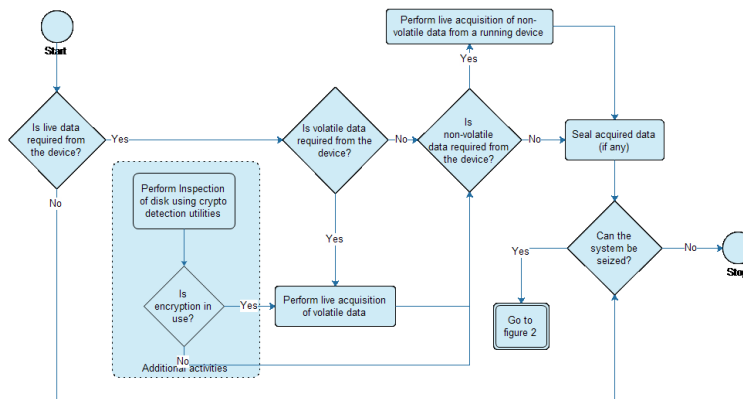 Start
Is live data
required from
the device?
Yes
No
Perform Inspection
of disk using crypto
detection utilities
Is
encryption in
use?
Yes
No
Additional activities
Is volatile data
required from the
device?
No
Yes
Perform live acquisition
of volatile data
Perform live acquisition of non-
volatile data from a running device
Yes
Is
non-volatile
data required from
the device?
No
Seal acquired data
(if any)
Can the
system be
seized?
Yes
No
Go to
figure 2
Stop